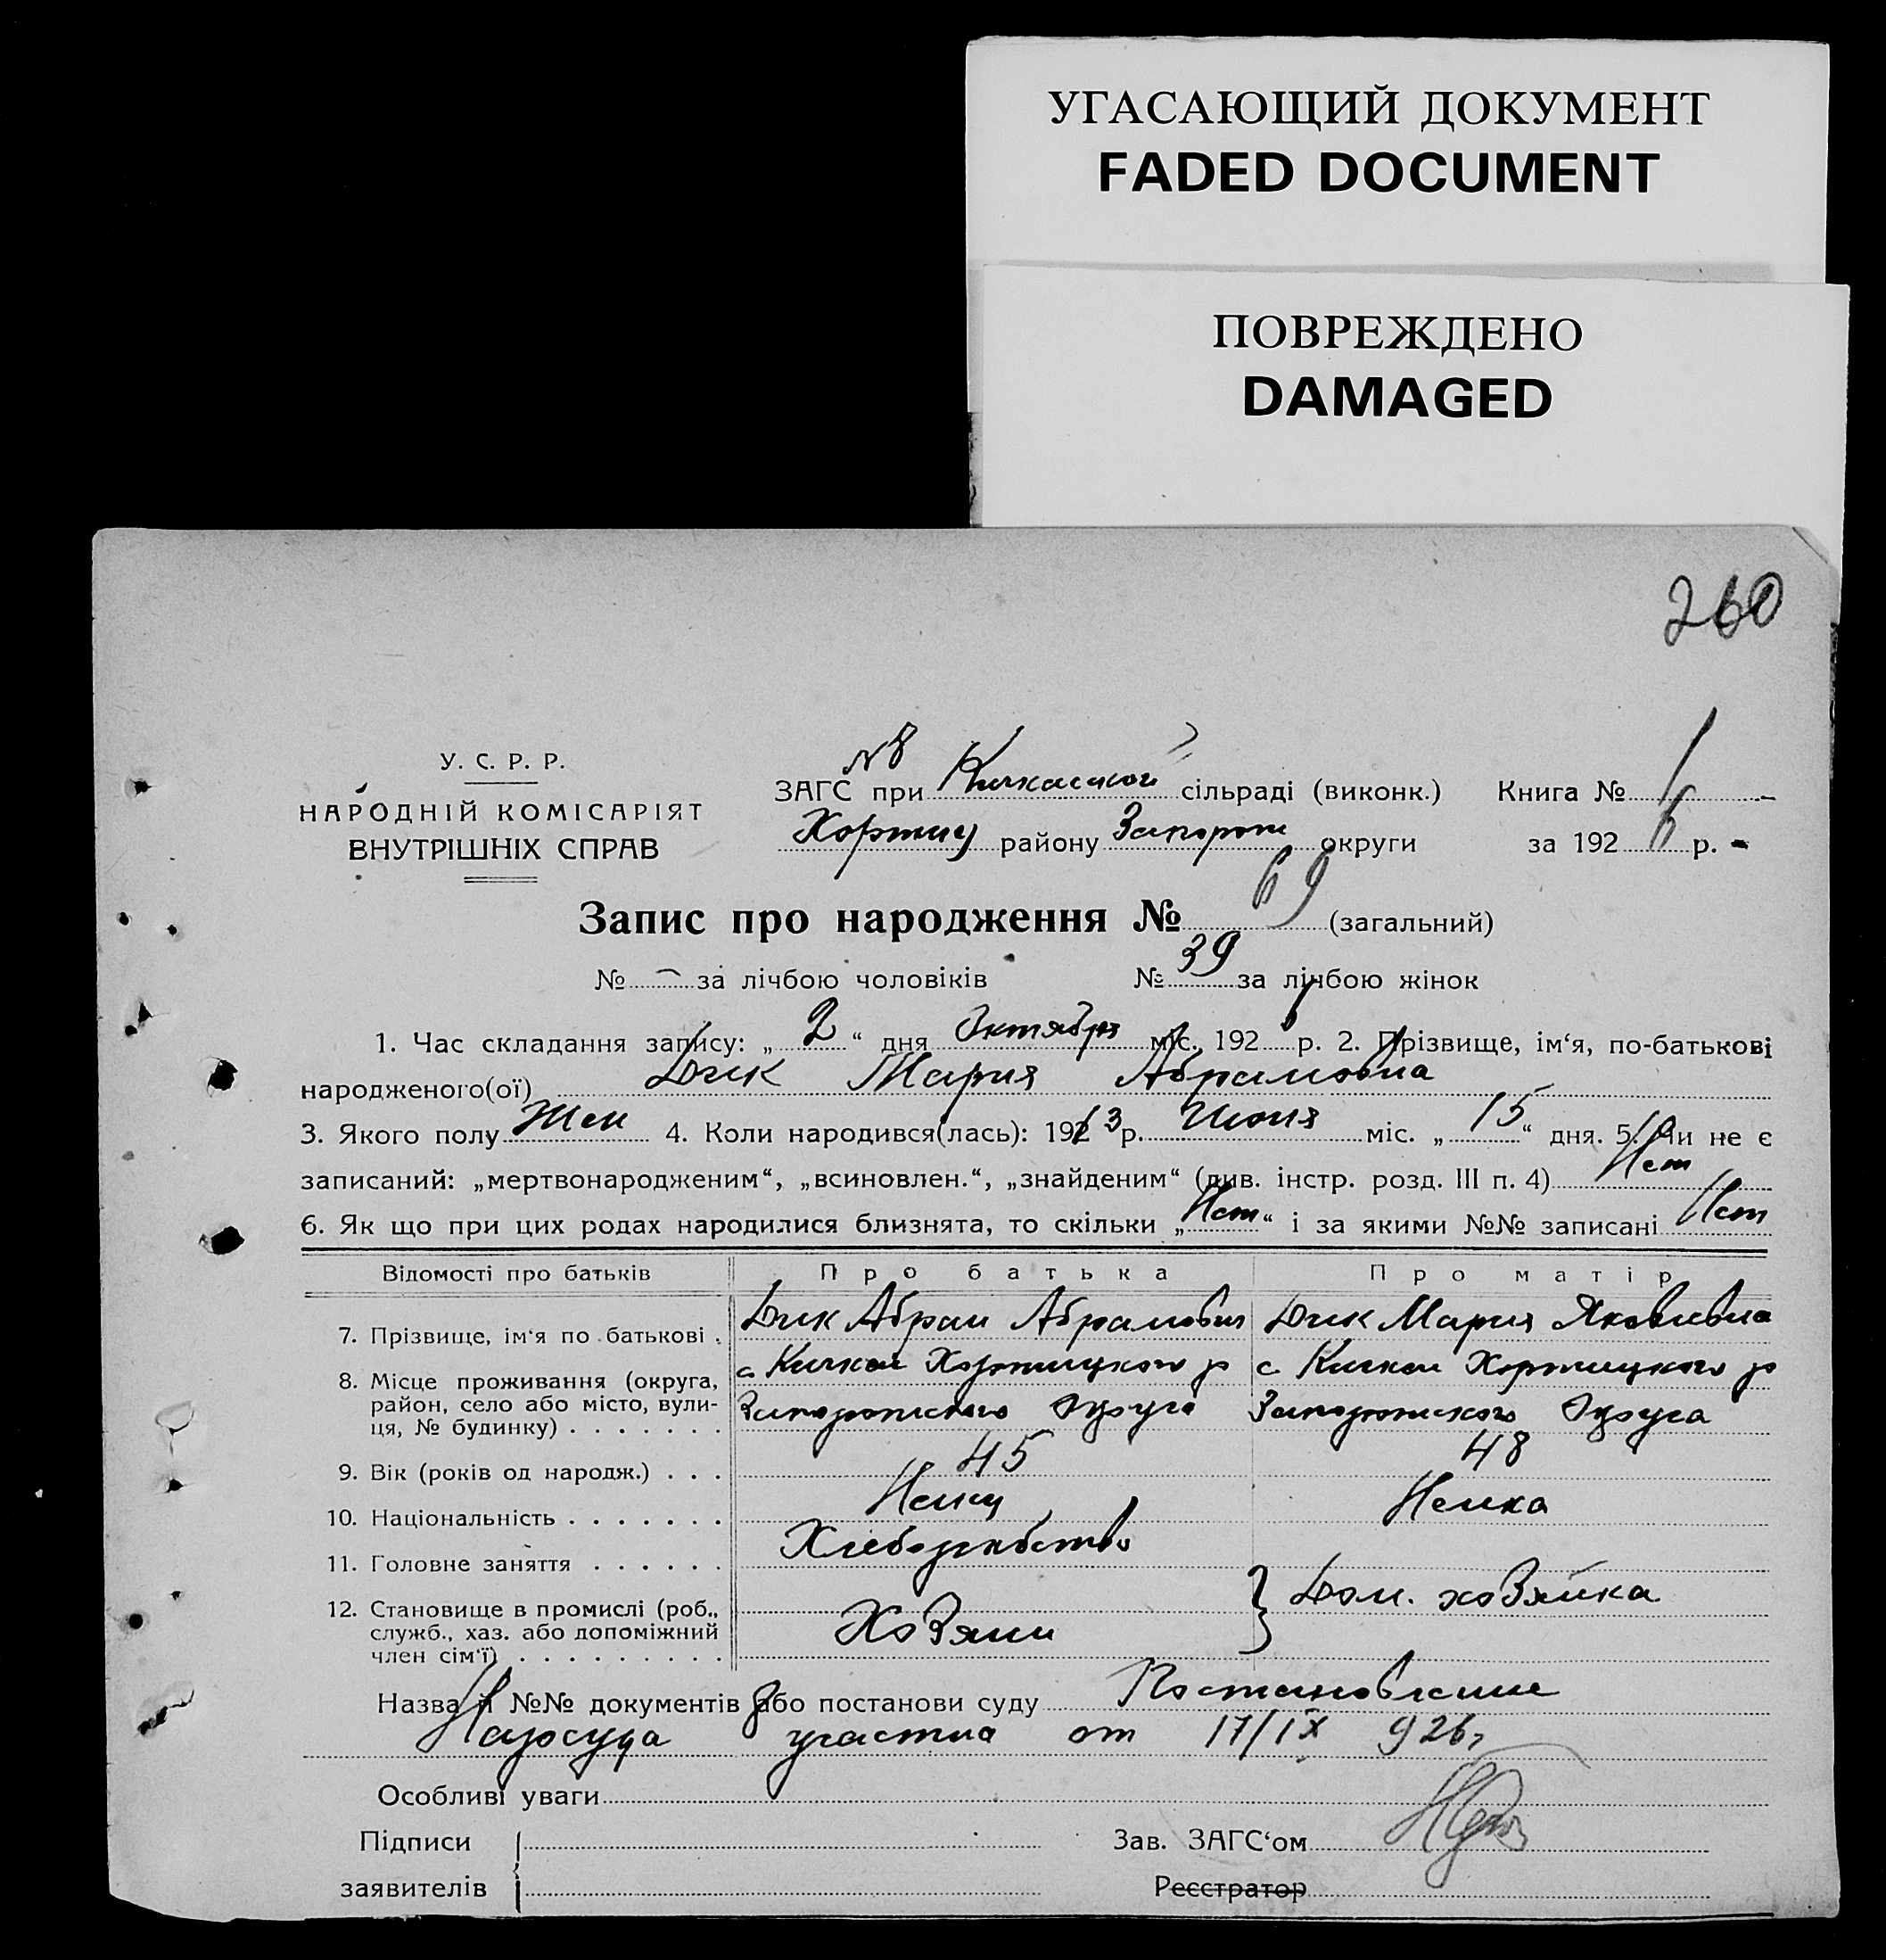 УГАСАЮЩИЙ ДОКУМЕНТ
FADED DOCUMENT
ПОВРЕЖДЕНО
DAMAGED
260
У. С. Р. Р.
НАРОДНІЙ КОМІСАРІЯТ
ВНУТРІШНІХ СПРАВ
№ 8
ЗАГС при Кичкасской сільраді (виконк.) Книга № 1
Хортиц району Запорож округи за 1926 р.
Запис про народження № 69 (загальний)
№ — за лічбою чоловіків № 39 за лічбою жінок
1. Час складання запису: „ 2 “ дня Октября міс. 1926 р. 2. Прізвище, ім‘я, по-батькові
народженого(ої) Дик Мария Абрамовна
3. Якого полу Жен 4. Коли народився(лась): 1913 р. Июня міс. „ 15 “ дня. 5. Чи не є
записаний: „мертвонародженим“, „всиновлен.“, „знайденим“ (див. інстр. розд. III п. 4) Нет
6. Як що при цих родах народилися близнята, то скільки „ Нет “ і за якими №№ записані Нет
Відомості про батьків Про батька Про матір
7. Прізвище, ім‘я по батькові . Дик Абрам Абрамович Дик Мария Яковлевна
8. Місце проживання (округа, район, село або місто, вулиця, № будинку) . . . . . . .
с Кичкас Хортицкого р с Кичкас Хортицкого р
Запорожского Округа Запорожского Округа
9. Вік (років од народж.) . . . 45 48
10. Національність . . . . . . . Немец Немка
11. Головне заняття . . . . . . Хлеборобство
12. Становище в промислі (роб., служб., хаз. або допоміжний член сім‘ї) . . . . . . . . .
Хозяин } Дом. хозяйка
Назва й №№ документів або постанови суду Постановление
Нарсуда 8 участка от 17/IX 926г
Особливі уваги
Підписи
заявителів
Зав. ЗАГС‘ом
Реєстратор